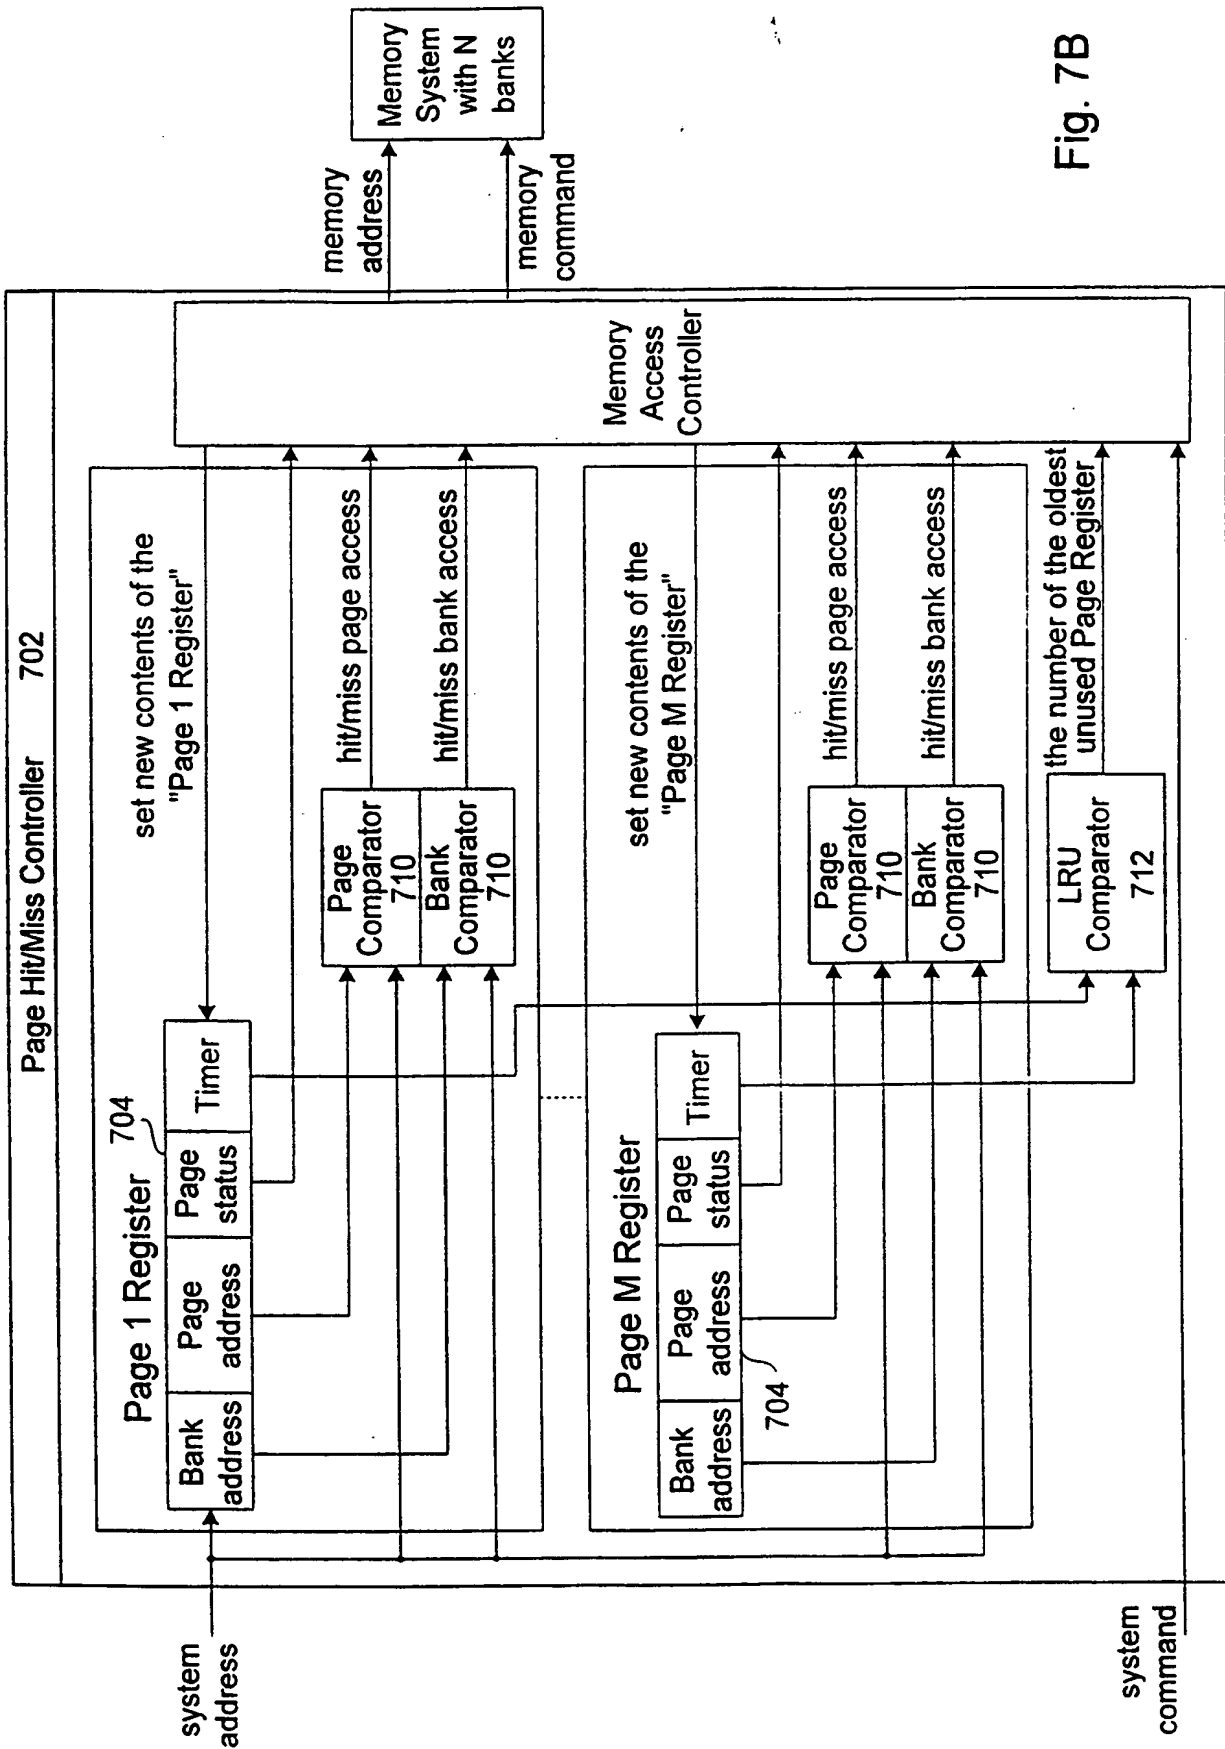 Page Hit/Miss Controller 702
system
address
Page 1 Register
704
Bank
address
Page
address
Page
status
Timer
set new contents of the
"Page 1 Register"
Page
Comparator
710
Bank
Comparator
710
hit/miss page access
hit/miss bank access
Page M Register
704
Bank
address
Page
address
Page
status
Timer
set new contents of the
"Page M Register"
Page
Comparator
710
Bank
Comparator
710
hit/miss page access
hit/miss bank access
LRU
Comparator
712
the number of the oldest
unused Page Register
system
command
Memory
Access
Controller
memory
address
memory
command
Memory
System
with N
banks
Fig. 7B